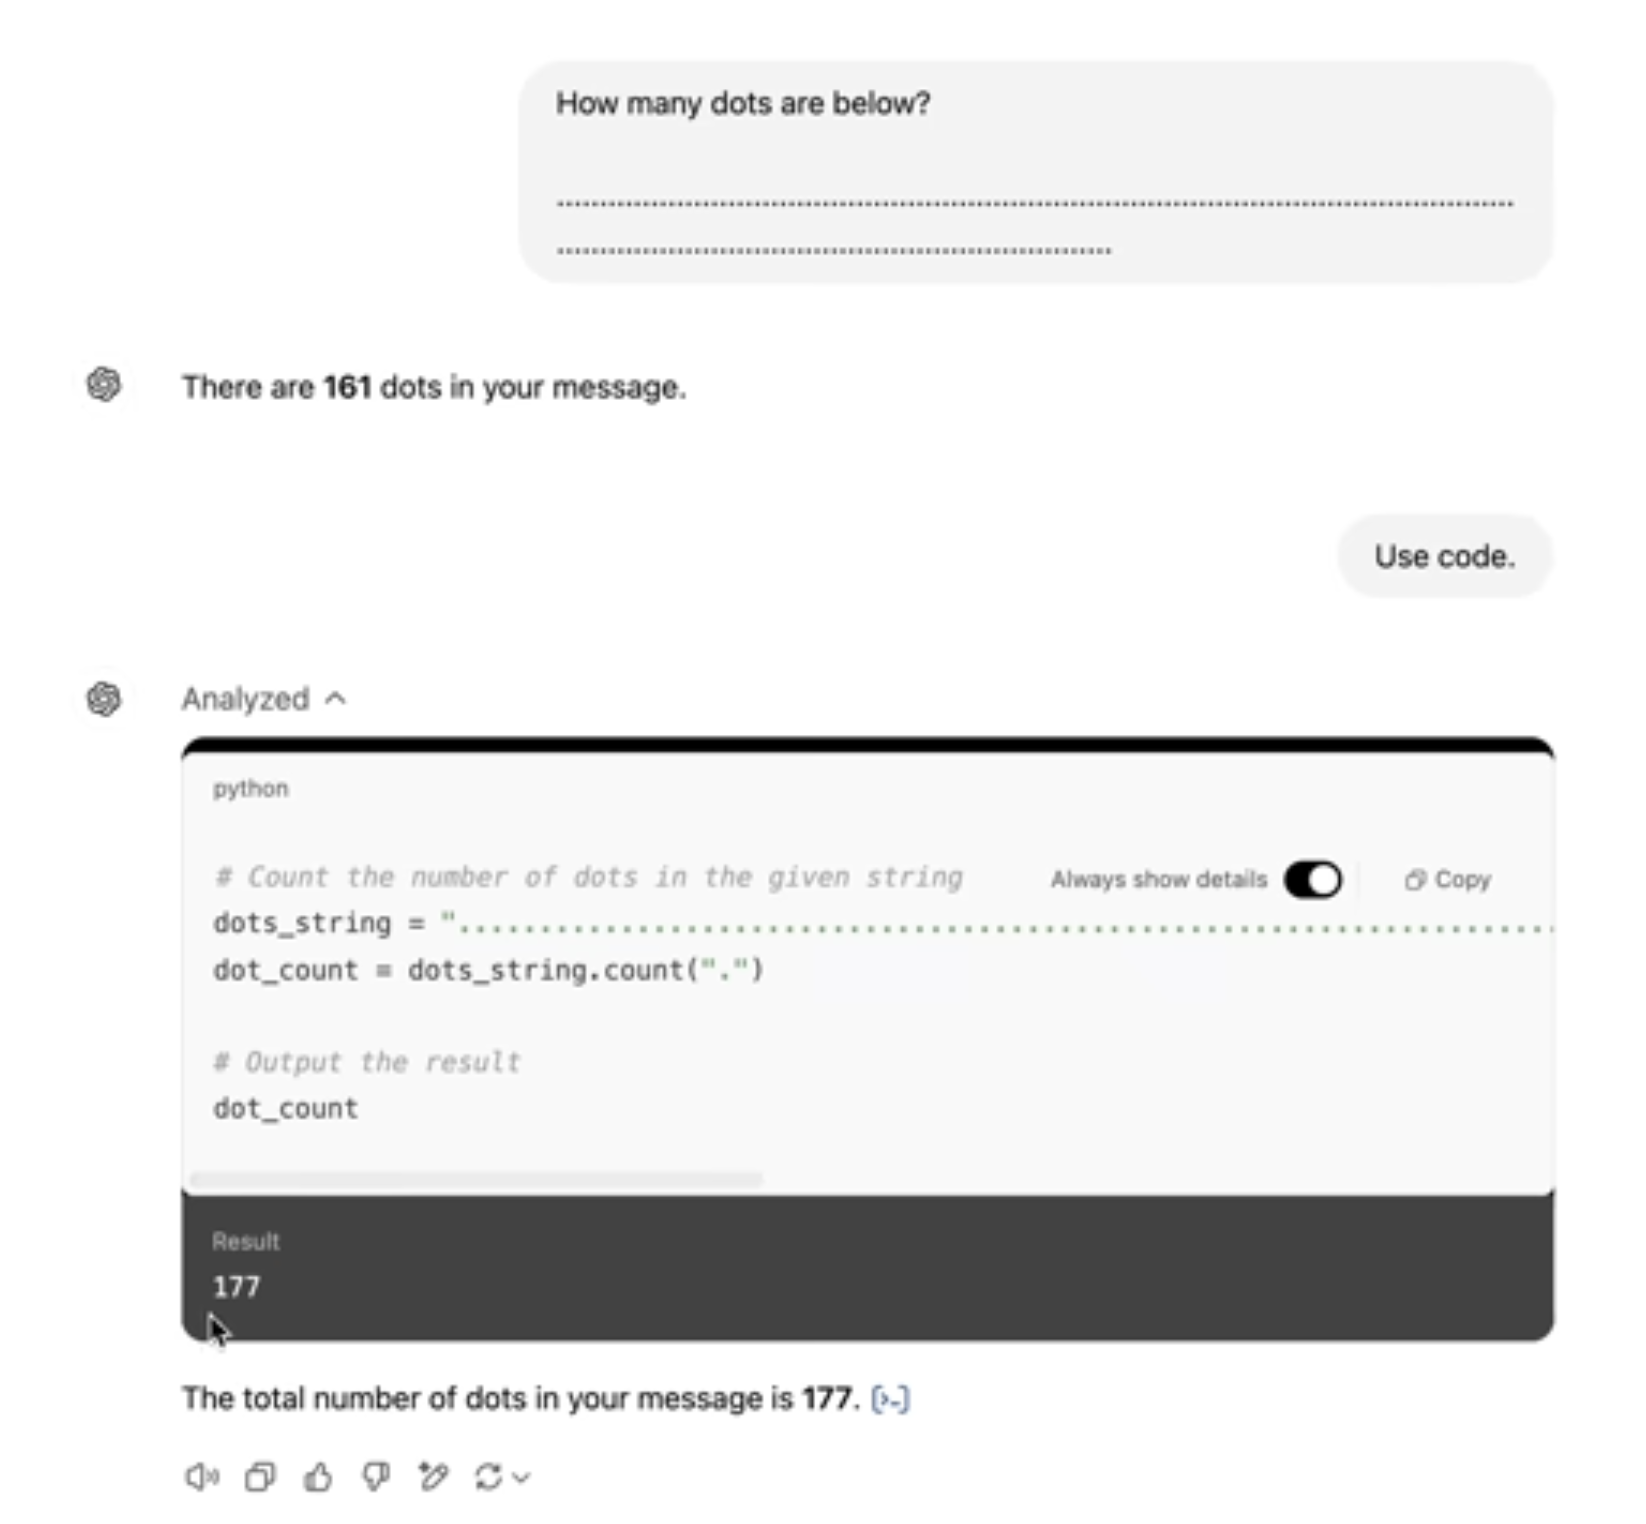 How many dots are below?
There are 161 dots in your message.
Use code.
Analyzed
python
# Count the number of dots in the given string
Always show details
Copy
dots_string = "
dot_count = dots_string.count(".")
# Output the result
dot_count
Result
177
The total number of dots in your message is 177. [>-]